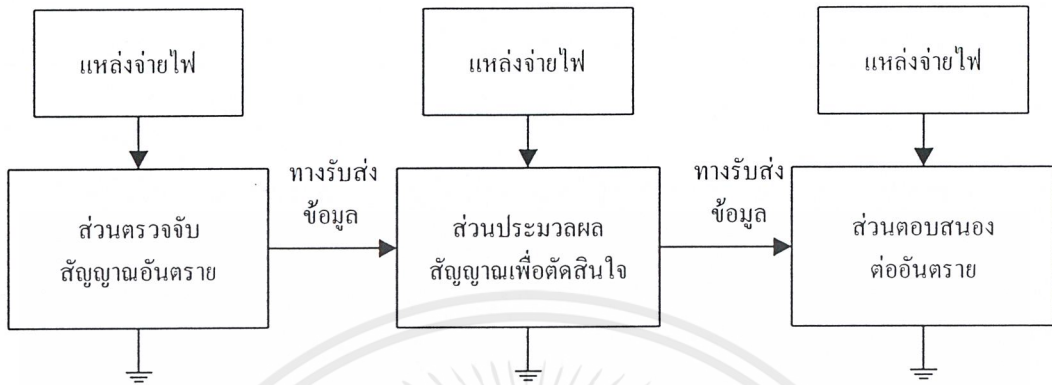 แหล่งจ่ายไฟ
แหล่งจ่ายไฟ
แหล่งจ่ายไฟ
ส่วนตรวจจับ
สัญญาณอันตราย
ทางรับส่ง
ข้อมูล
ส่วนประมวลผล
สัญญาณเพื่อตัดสินใจ
ทางรับส่ง
ข้อมูล
ส่วนตอบสนอง
ต่ออันตราย